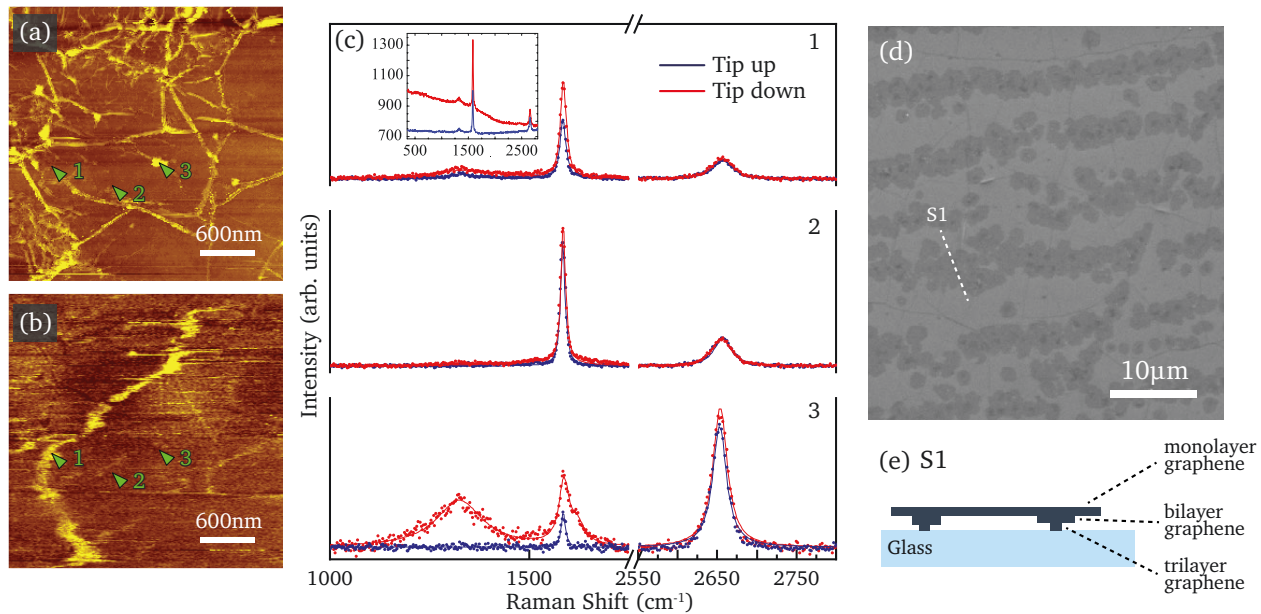 (a)
1
2
3
600nm
(b)
1
2
3
600nm
(c)
1300
1100
900
700
500
1500
2500
1
Tip up
Tip down
2
3
Intensity (arb. units)
1000
1500
2550
2650
2750
Raman Shift (cm⁻¹)
(d)
S1
10μm
(e) S1
monolayer
graphene
bilayer
graphene
trilayer
graphene
Glass